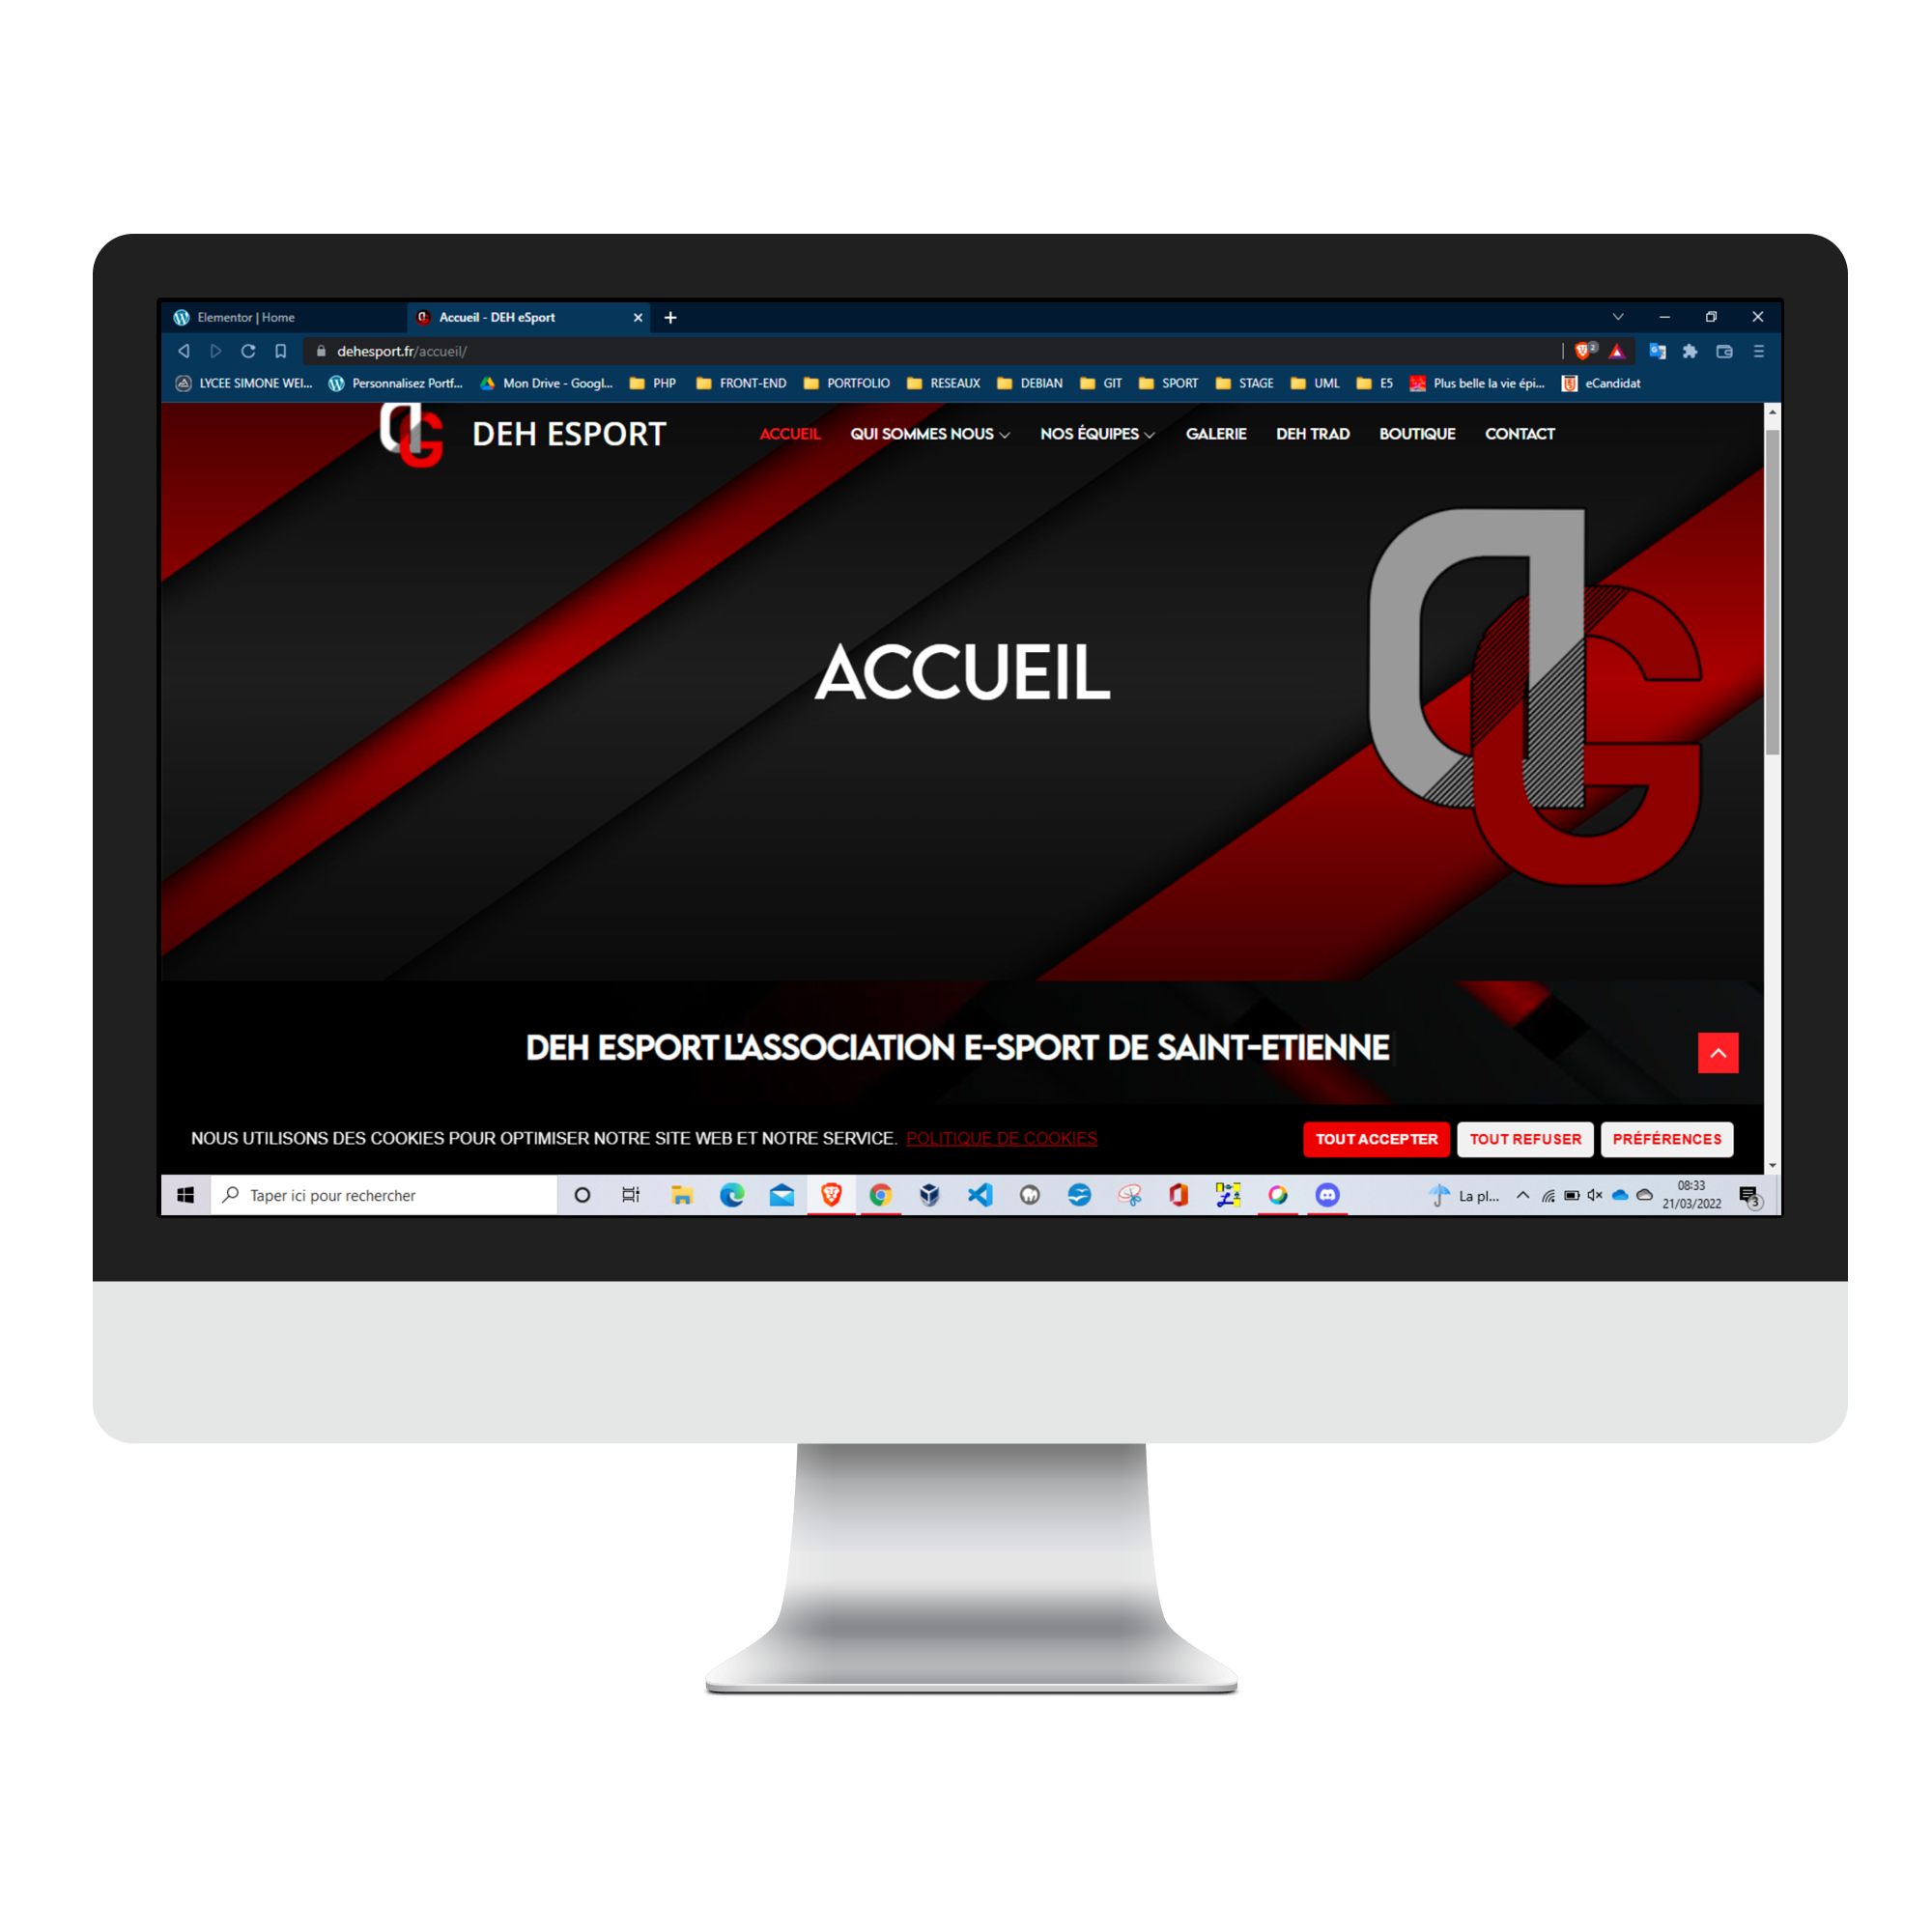 Elementor | Home
Accueil - DEH eSport
dehesport.fr/accueil/
2
LYCEE SIMONE WEI...
Personnalisez Portf...
Mon Drive - Googl...
PHP
FRONT-END
PORTFOLIO
RESEAUX
DEBIAN
GIT
SPORT
STAGE
UML
E5
Plus belle la vie épi...
eCandidat
DEH ESPORT
ACCUEIL
QUI SOMMES NOUS
NOS ÉQUIPES
GALERIE
DEH TRAD
BOUTIQUE
CONTACT
ACCUEIL
DEH ESPORT L'ASSOCIATION E-SPORT DE SAINT-ETIENNE
NOUS UTILISONS DES COOKIES POUR OPTIMISER NOTRE SITE WEB ET NOTRE SERVICE. POLITIQUE DE COOKIES
TOUT ACCEPTER
TOUT REFUSER
PRÉFÉRENCES
Taper ici pour rechercher
La pl...
08:33
21/03/2022
3